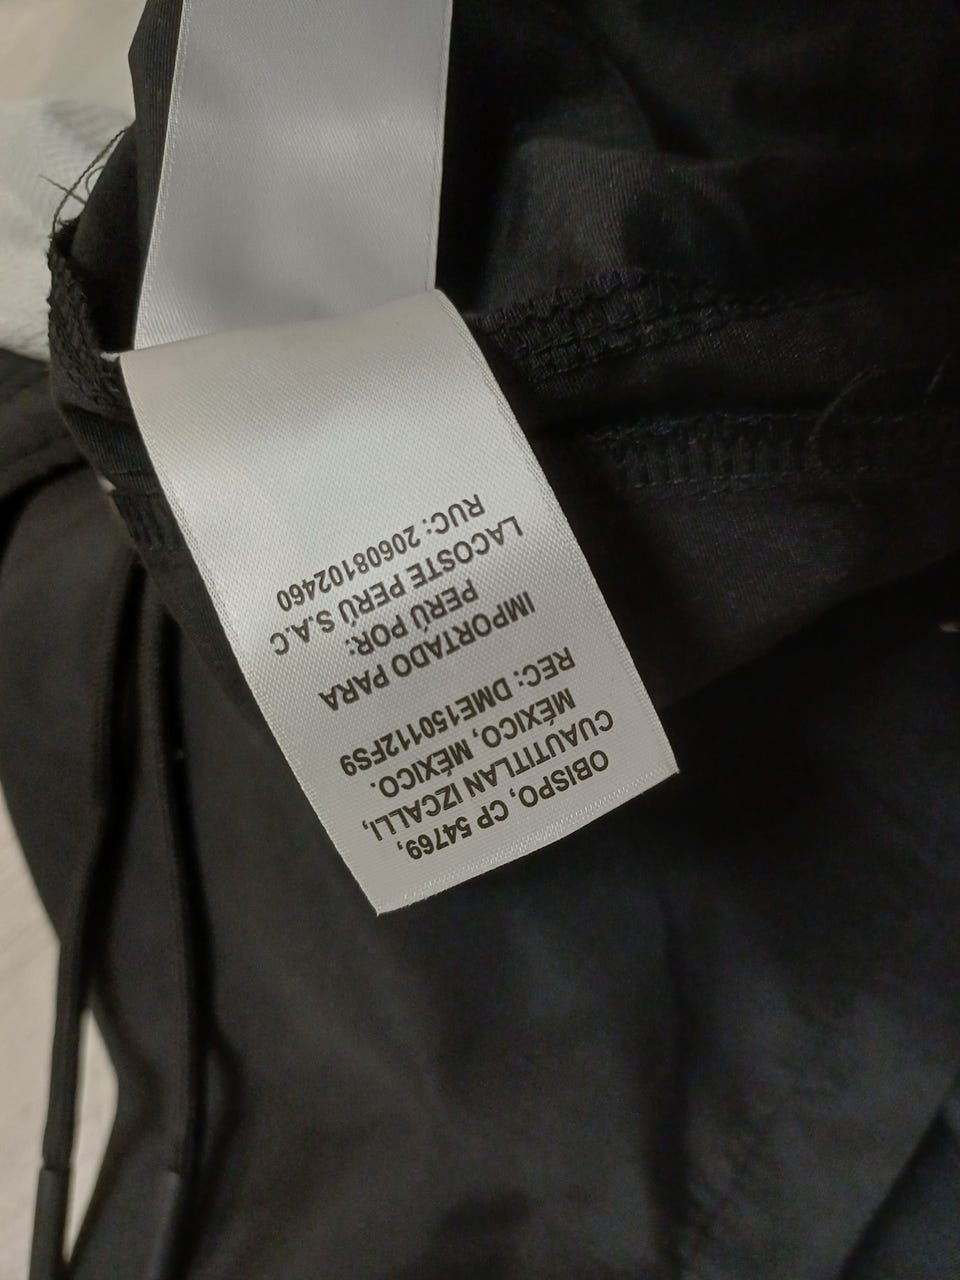 OBISPO, CP 54769,
CUAUTITLAN IZCALLI,
MÉXICO, MÉXICO.
REC: DME150112FS9
IMPORTADO PARA
PERÚ POR:
LACOSTE PERÚ S.A.C
RUC: 20608102460